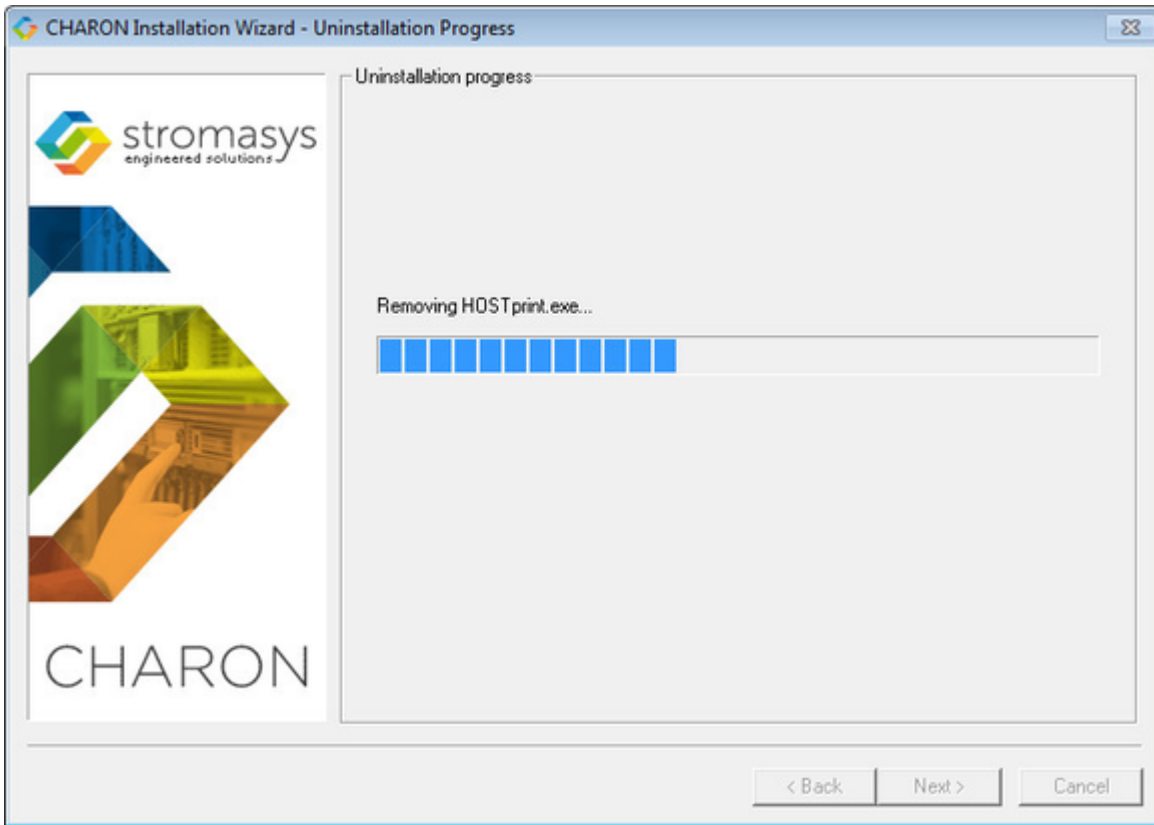 CHARON Installation Wizard - Uninstallation Progress
Uninstallation progress
stromasys
engineered solutions
Removing HOSTprint.exe...
CHARON
< Back
Next >
Cancel